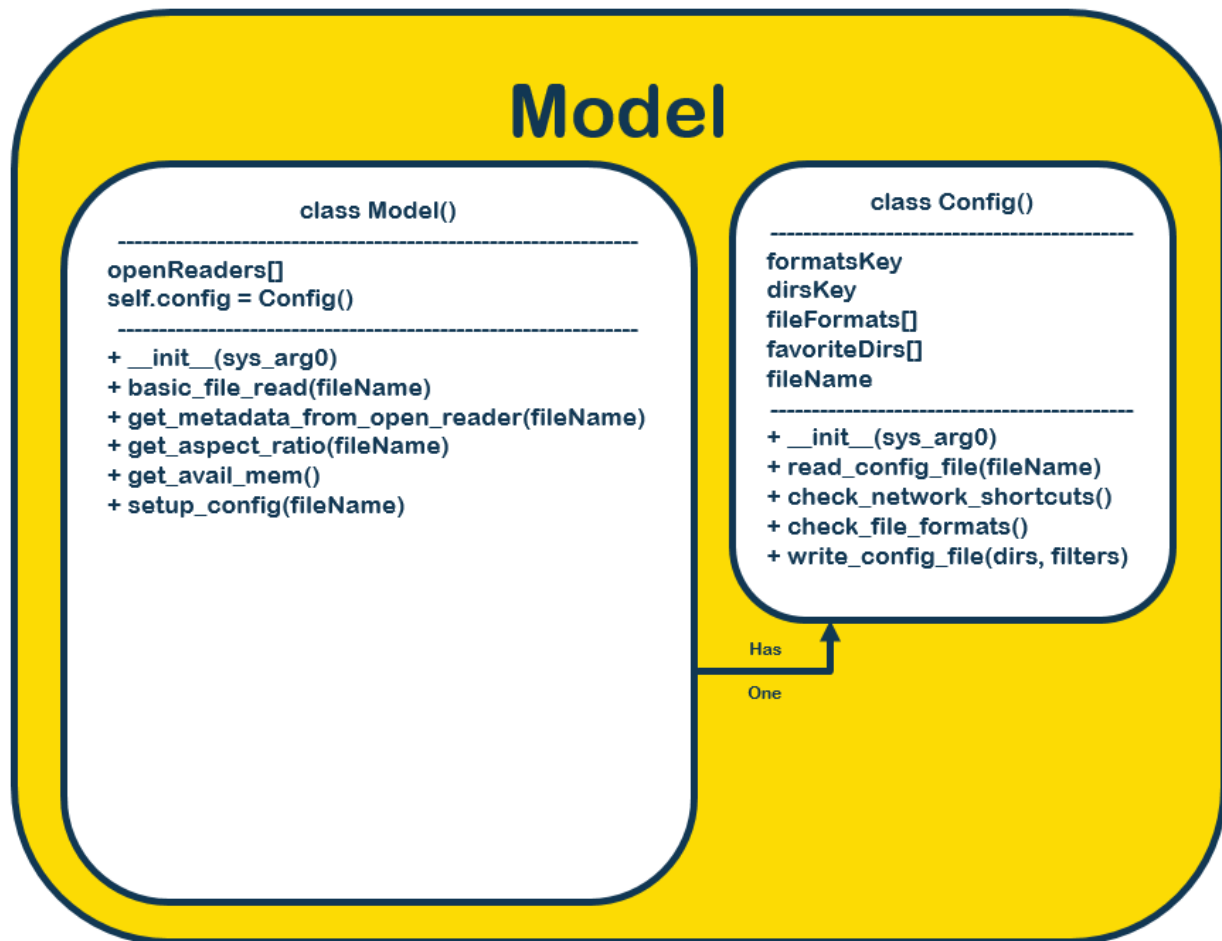 Model
class Model()
---------------------------------------------------------------
openReaders[]
self.config = Config()
---------------------------------------------------------------
+ __init__(sys_arg0)
+ basic_file_read(fileName)
+ get_metadata_from_open_reader(fileName)
+ get_aspect_ratio(fileName)
+ get_avail_mem()
+ setup_config(fileName)
class Config()
--------------------------------------------
formatsKey
dirsKey
fileFormats[]
favoriteDirs[]
fileName
--------------------------------------------
+ __init__(sys_arg0)
+ read_config_file(fileName)
+ check_network_shortcuts()
+ check_file_formats()
+ write_config_file(dirs, filters)
Has
One